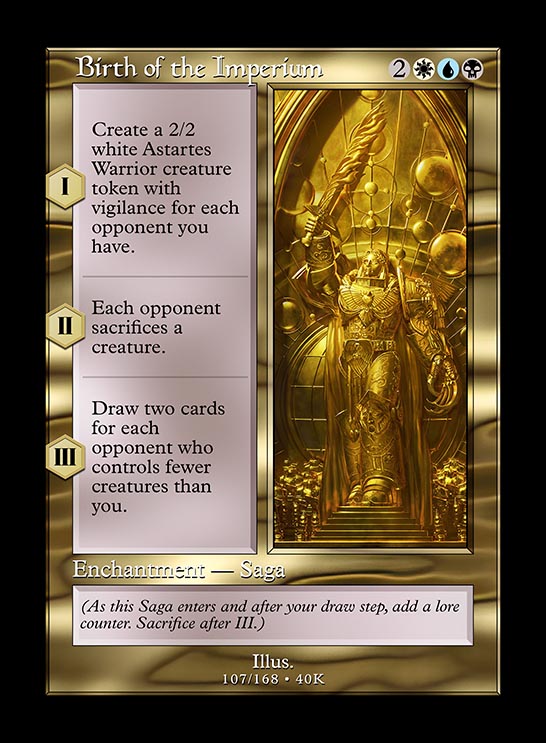 Birth of the Imperium 2
I
Create a 2/2
white Astartes
Warrior creature
token with
vigilance for each
opponent you
have.
II
Each opponent
sacrifices a
creature.
III
Draw two cards
for each
opponent who
controls fewer
creatures than
you.
Enchantment — Saga
(As this Saga enters and after your draw step, add a lore
counter. Sacrifice after III.)
Illus.
107/168 • 40K